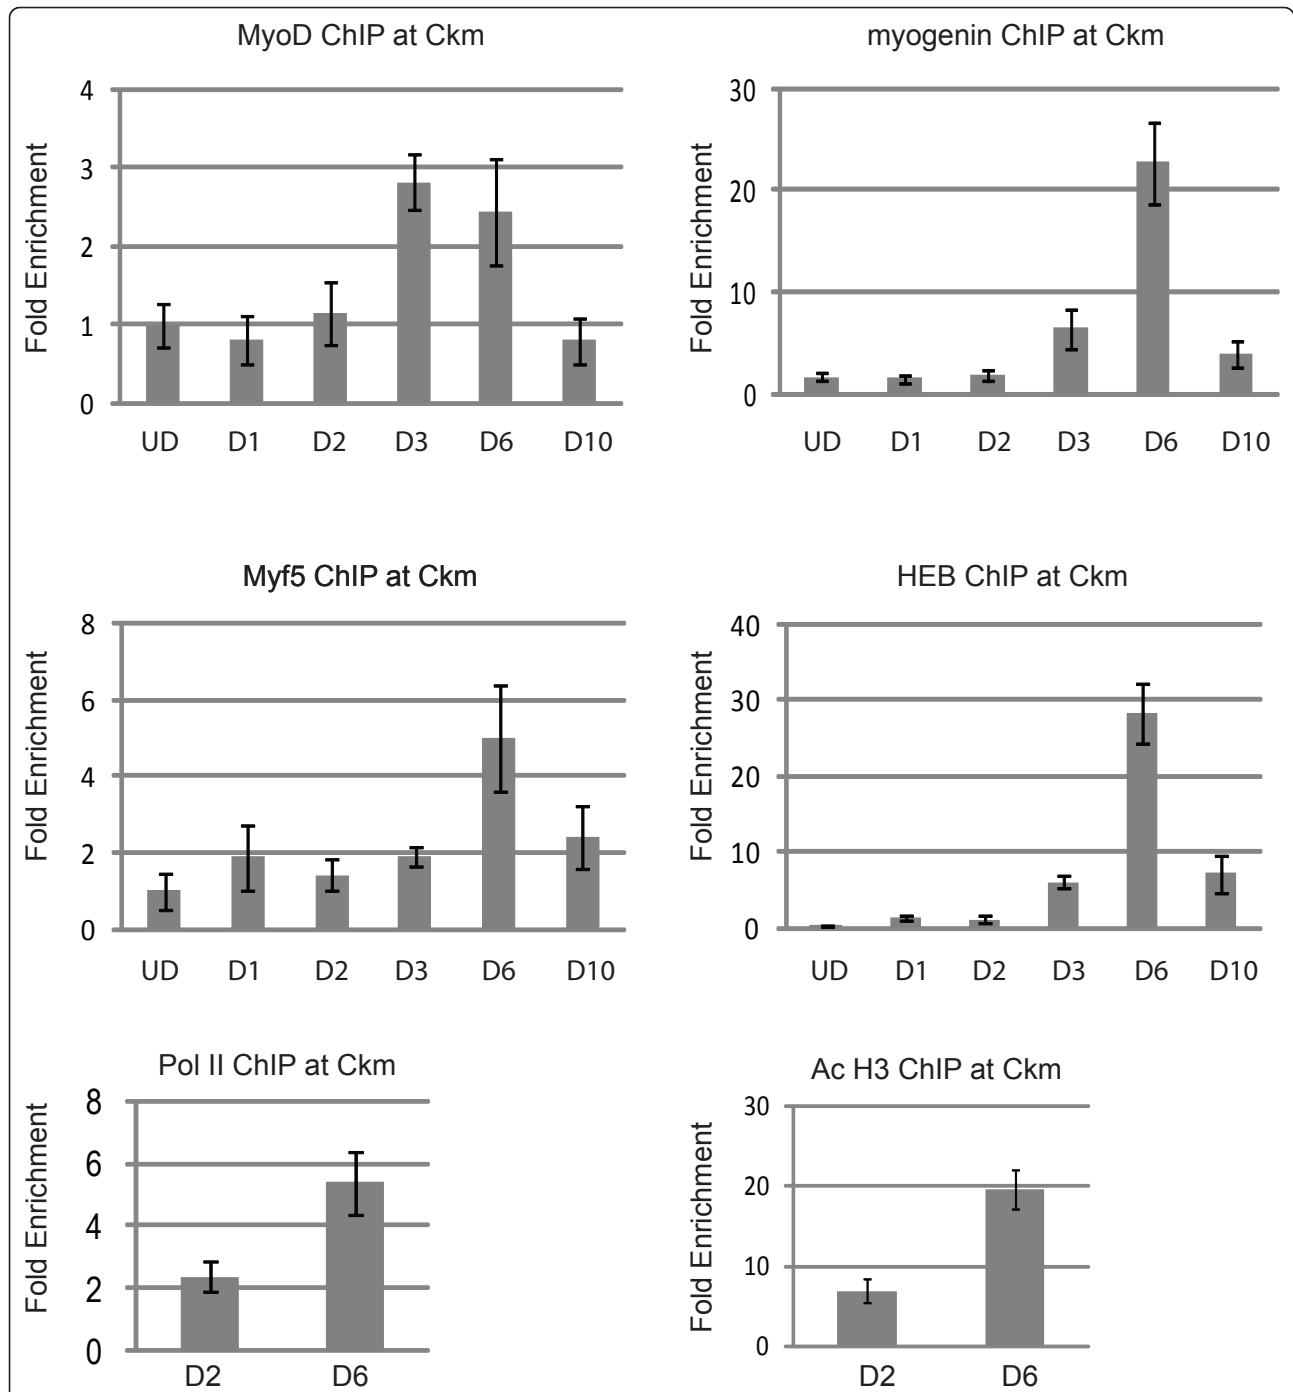 MyoD ChIP at Ckm
Fold Enrichment
4
3
2
1
0
UD D1 D2 D3 D6 D10
myogenin ChIP at Ckm
Fold Enrichment
30
20
10
0
UD D1 D2 D3 D6 D10
Myf5 ChIP at Ckm
Fold Enrichment
8
6
4
2
0
UD D1 D2 D3 D6 D10
HEB ChIP at Ckm
Fold Enrichment
40
30
20
10
0
UD D1 D2 D3 D6 D10
Pol II ChIP at Ckm
Fold Enrichment
8
6
4
2
0
D2 D6
Ac H3 ChIP at Ckm
Fold Enrichment
30
20
10
0
D2 D6